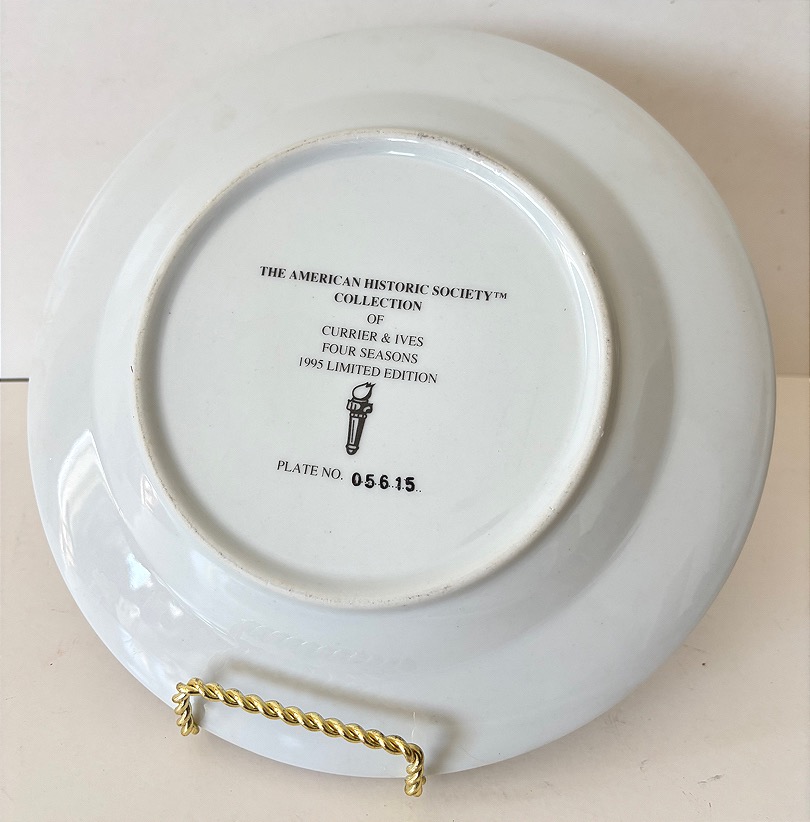 THE AMERICAN HISTORIC SOCIETY™
COLLECTION
OF
CURRIER & IVES
FOUR SEASONS
1995 LIMITED EDITION
PLATE NO. 05615